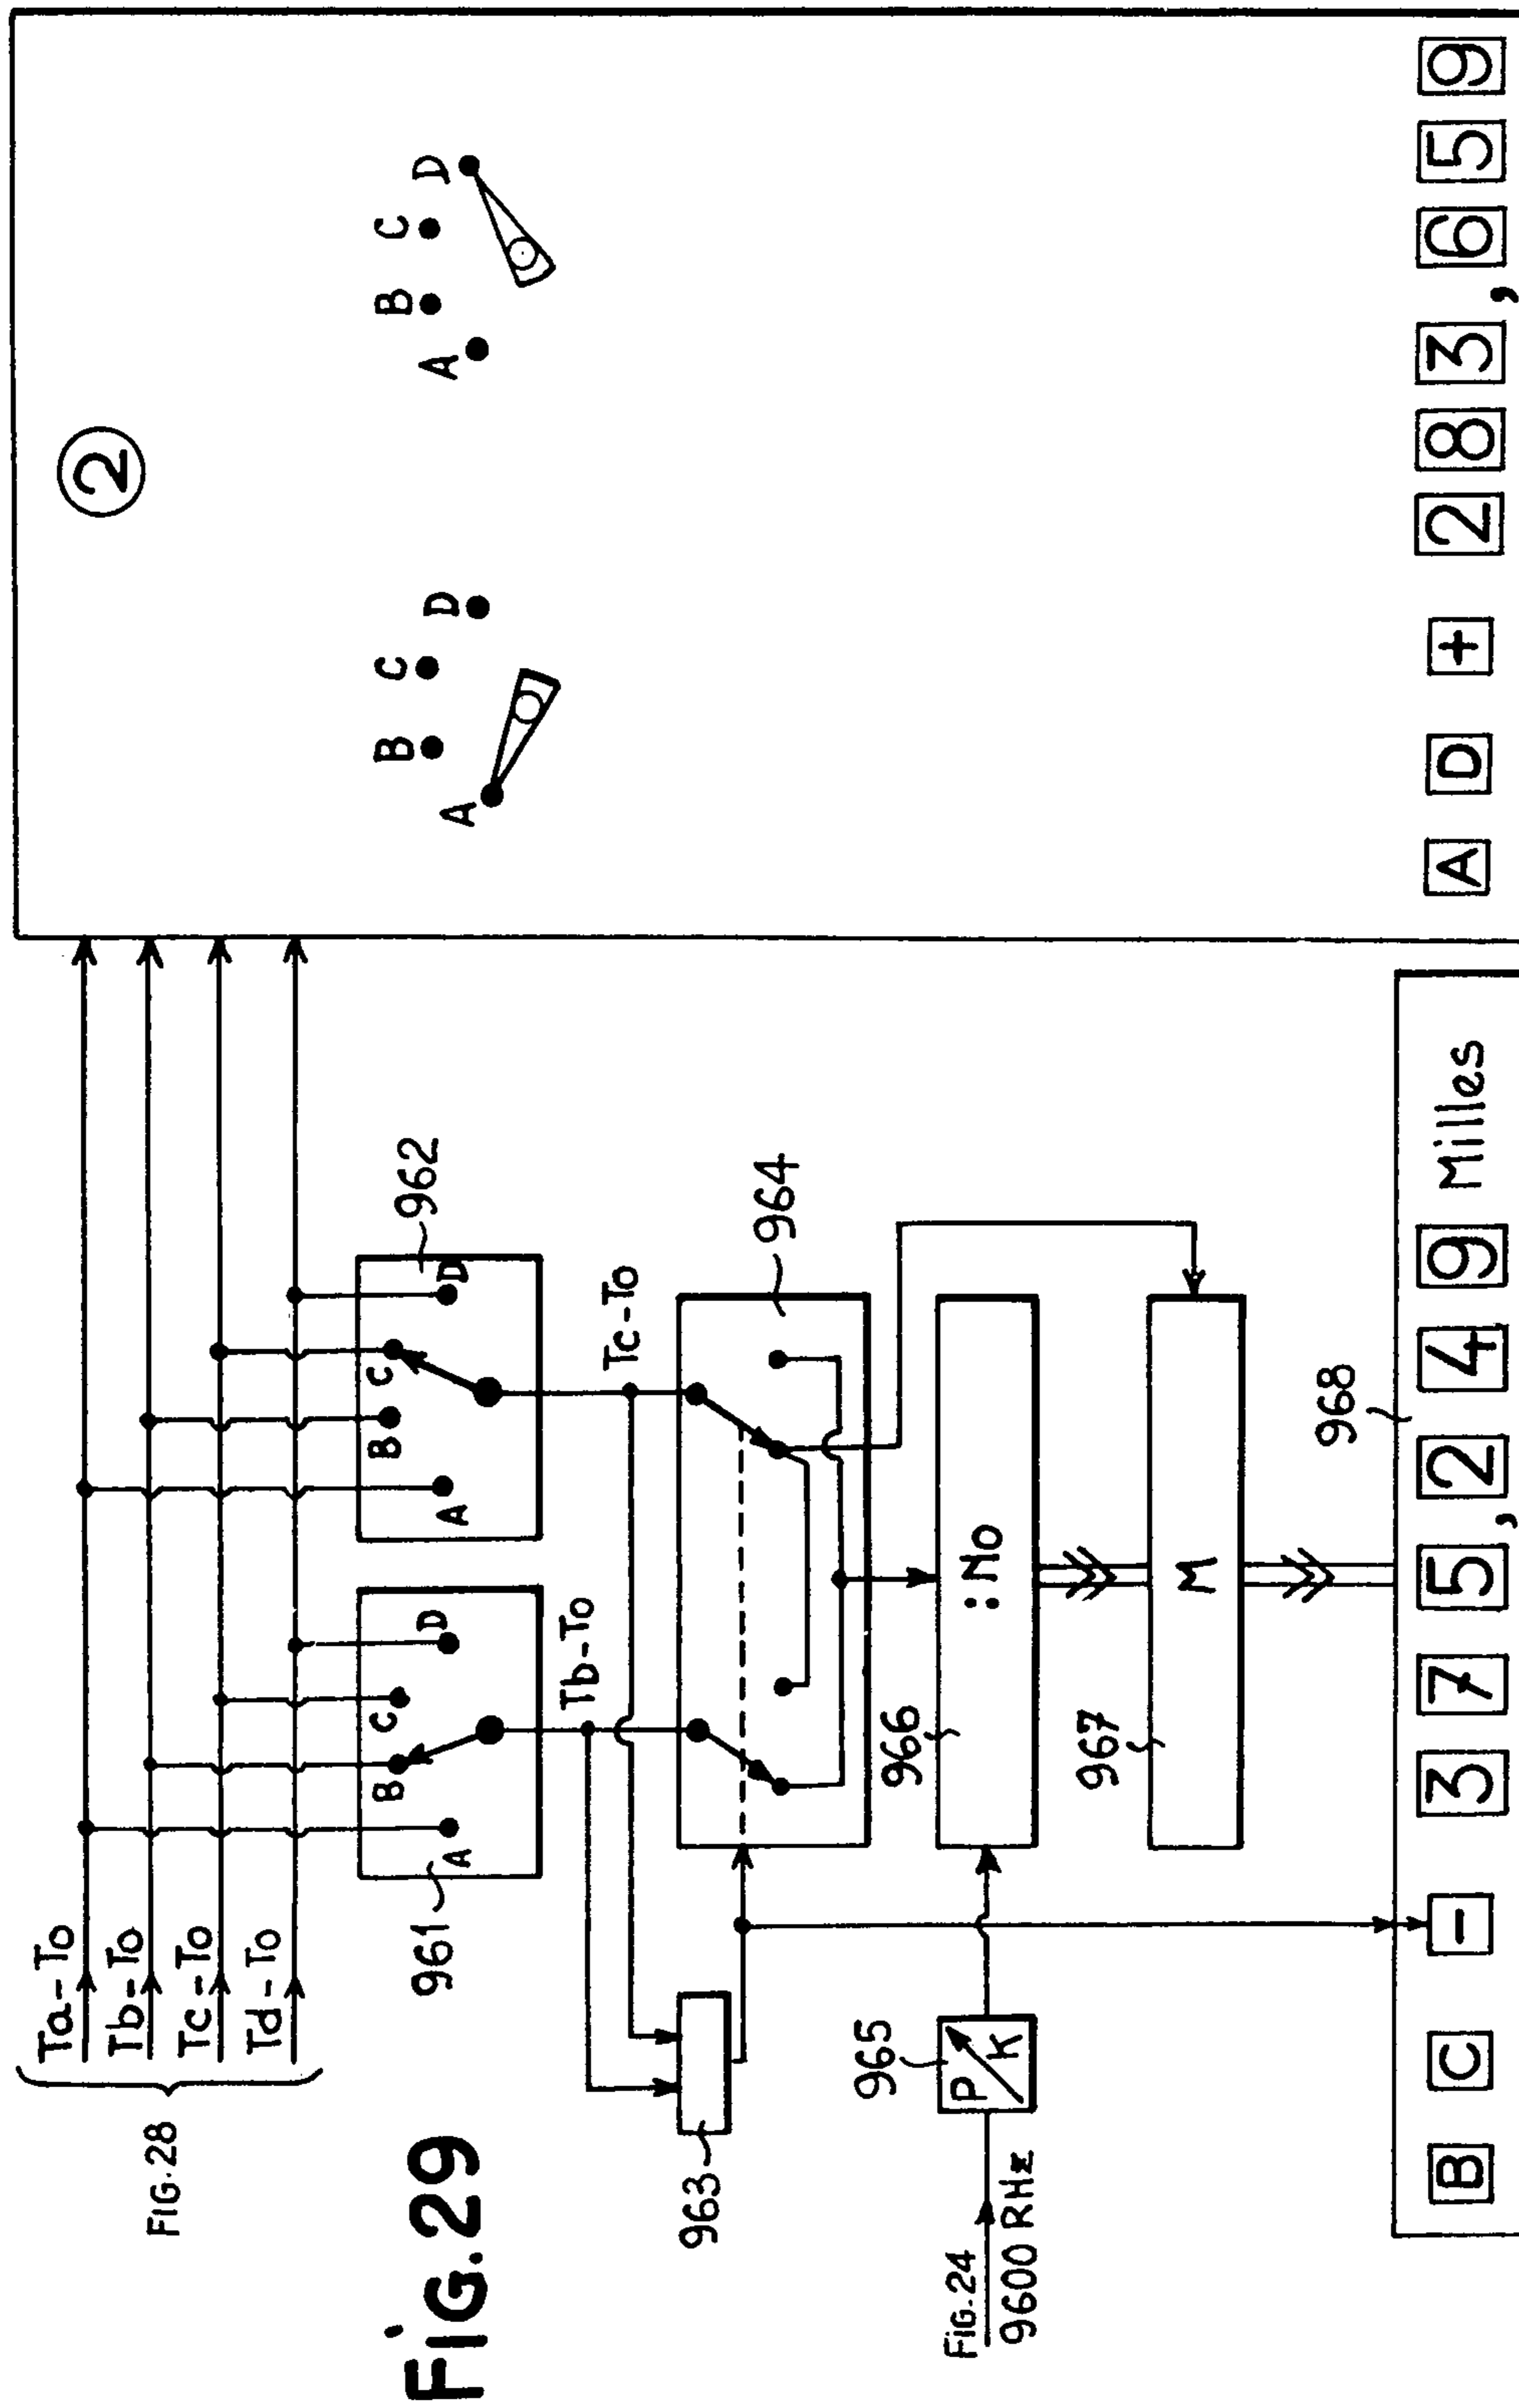 Fig. 29
FIG. 28
Ta-To
Tb-To
Tc-To
Td-To
961
A
B
C
D
962
A
B
C
D
②
A
B
C
D
A
B
C
D
Tb-To
Tc-To
963
964
Fig. 24
9600 RHz
965
P
K
966
:No
967
M
968
B C - 3 7 5 , 2 4 9 Milles
A D + 2 8 3 , 6 5 9